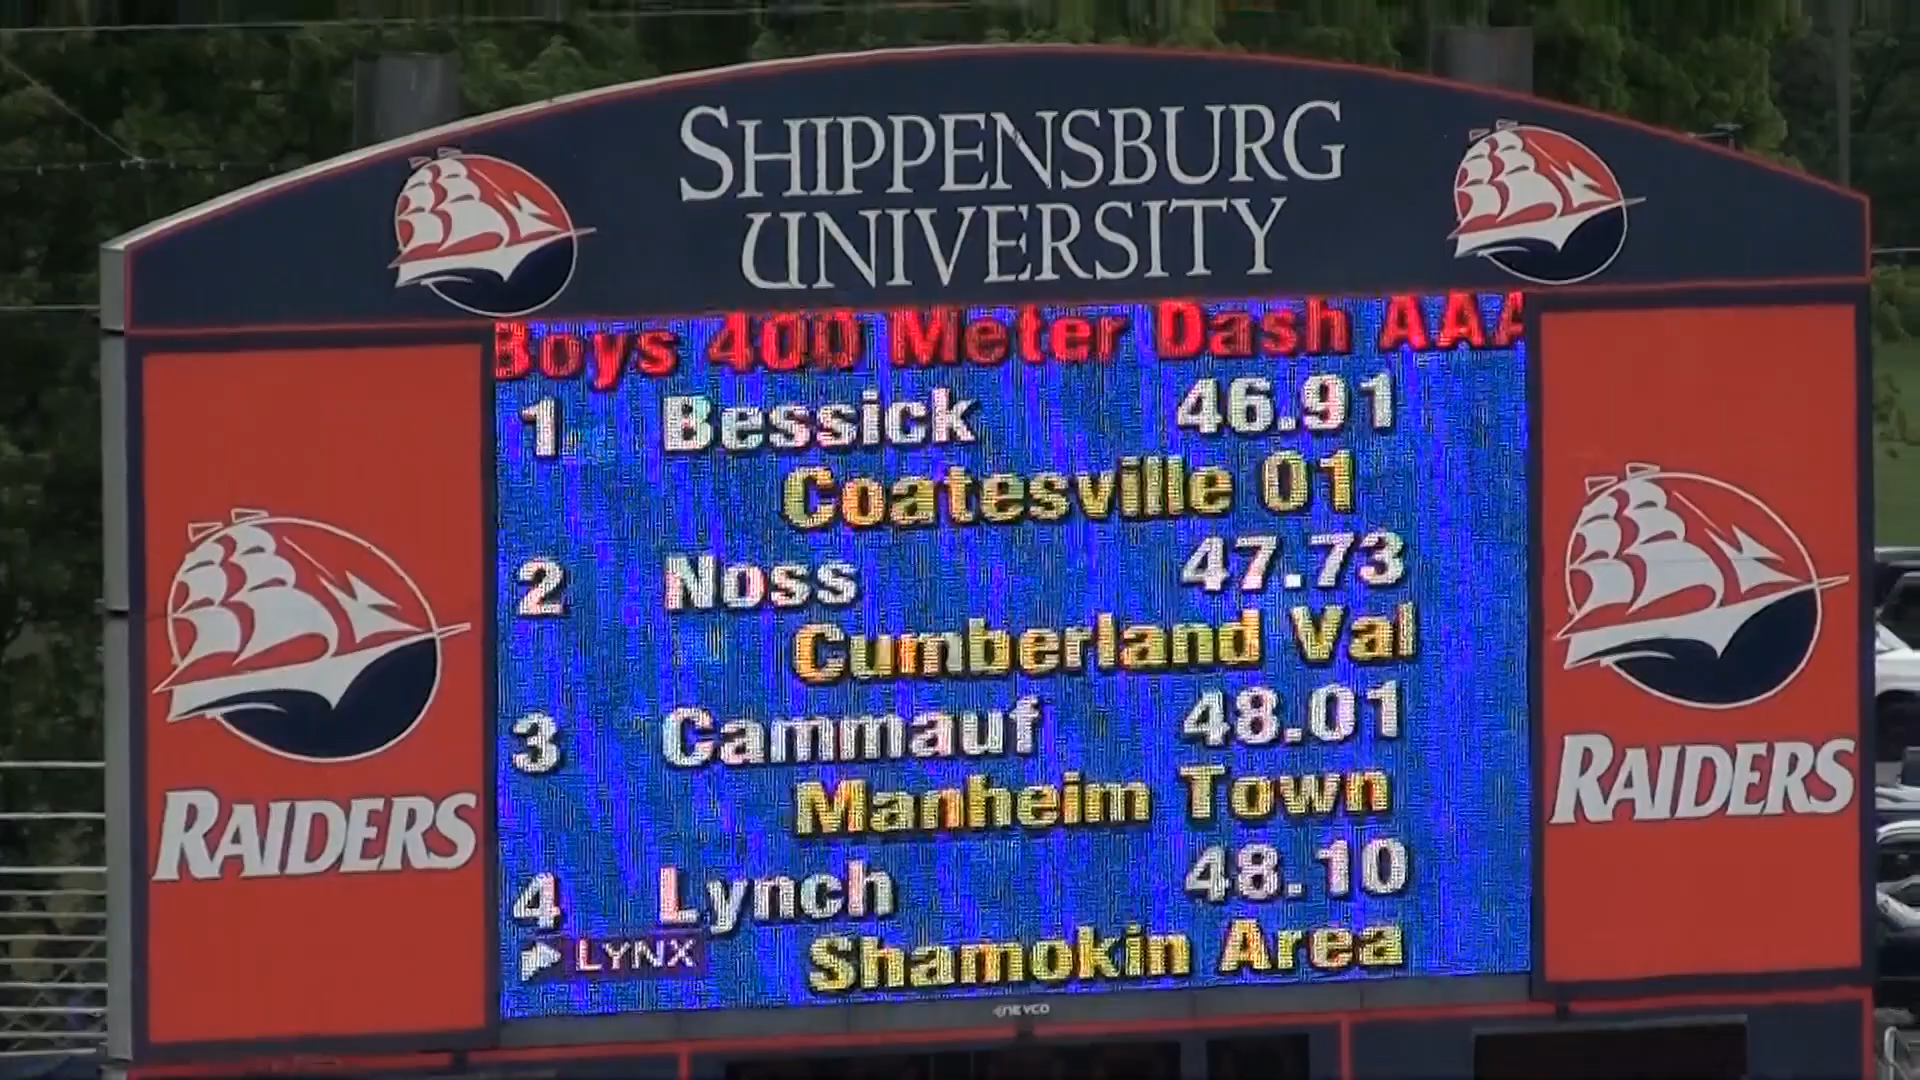 SHIPPENSBURG
UNIVERSITY
Boys 400 Meter Dash AAA
1 Bessick 46.91
Coatesville 01
2 Noss 47.73
Cumberland Val
3 Cammauf 48.01
Manheim Town
4 Lynch 48.10
LYNX Shamokin Area
RAIDERS
RAIDERS
NEVCO